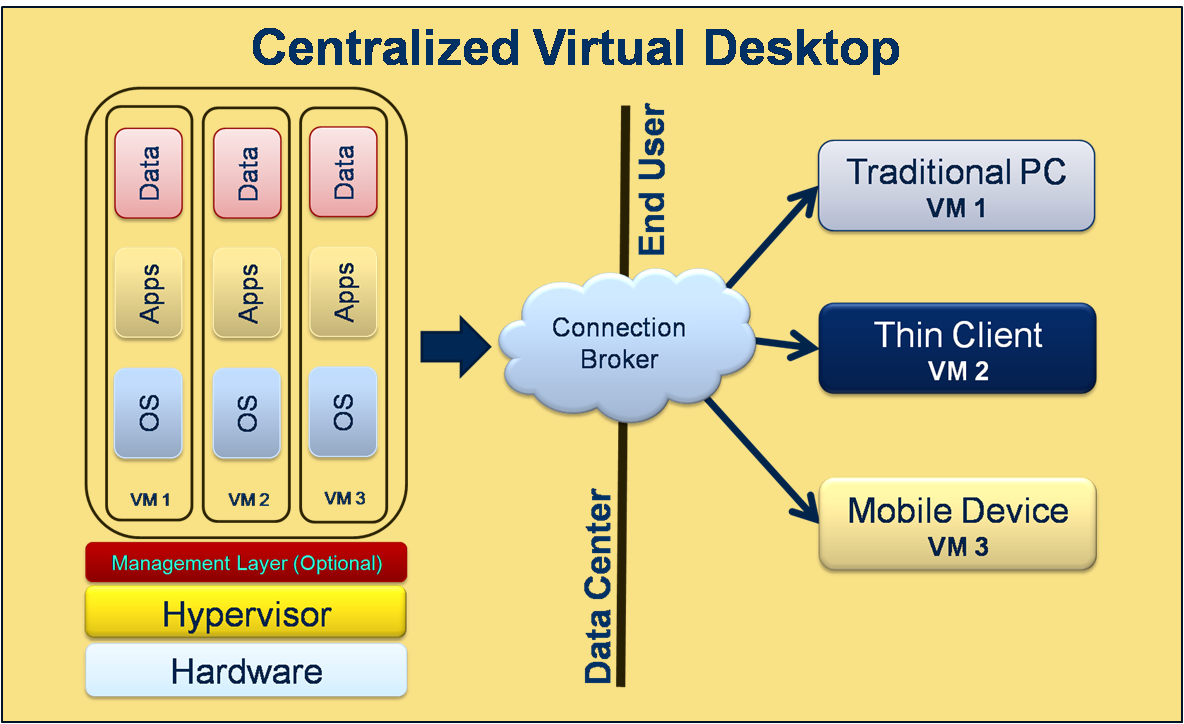 Centralized Virtual Desktop
Data
Data
Data
Apps
Apps
Apps
OS
OS
OS
VM 1
VM 2
VM 3
Management Layer (Optional)
Hypervisor
Hardware
Connection
Broker
End User
Data Center
Traditional PC
VM 1
Thin Client
VM 2
Mobile Device
VM 3